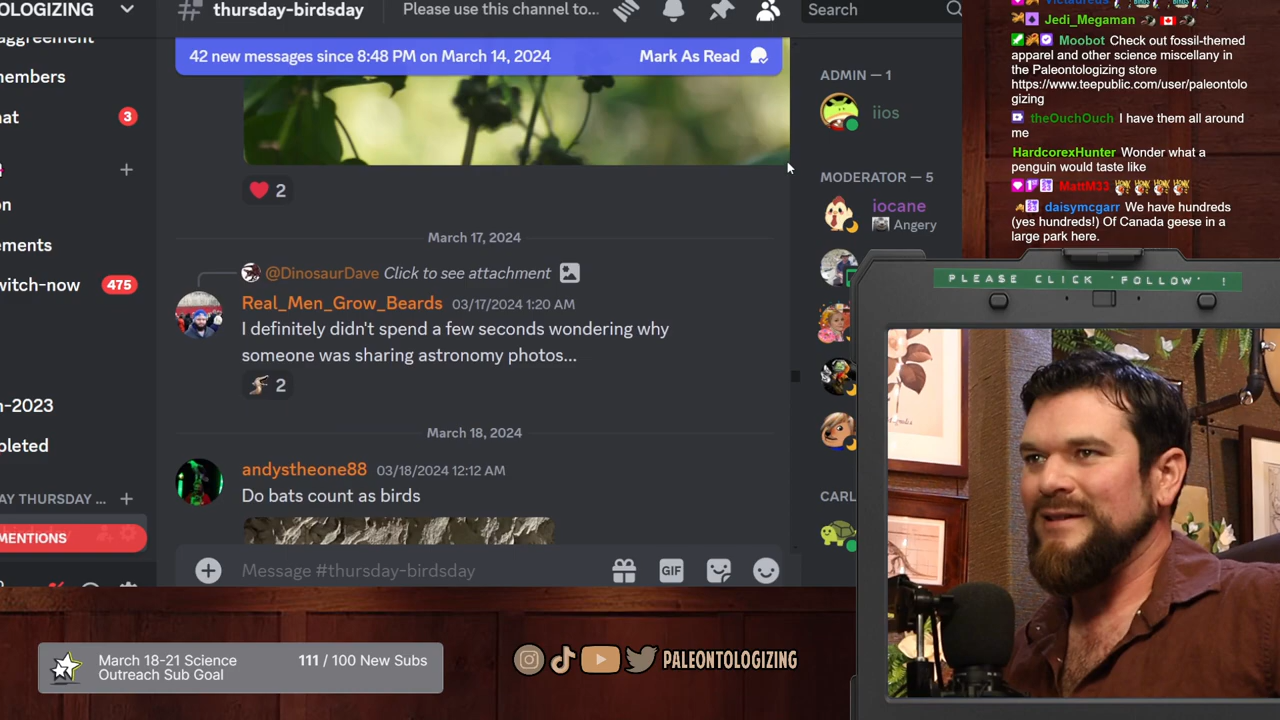 OLOGIZING
aggreement
members
at
3
n
ements
witch-now
475
n-2023
pleted
AY THURSDAY ...
MENTIONS
thursday-birdsday
Please use this channel to...
Search
42 new messages since 8:48 PM on March 14, 2024
Mark As Read
2
March 17, 2024
@DinosaurDave Click to see attachment
Real_Men_Grow_Beards 03/17/2024 1:20 AM
I definitely didn't spend a few seconds wondering why
someone was sharing astronomy photos...
2
March 18, 2024
andystheone88 03/18/2024 12:12 AM
Do bats count as birds
Message #thursday-birdsday
GIF
ADMIN — 1
iios
MODERATOR — 5
iocane
Angery
CARL
Jedi_Megaman
Moobot Check out fossil-themed
apparel and other science miscellany in
the Paleontologizing store
https://www.teepublic.com/user/paleontolo
gizing
theOuchOuch I have them all around
me
HardcorexHunter Wonder what a
penguin would taste like
MattM33
daisymcgarr We have hundreds
(yes hundreds!) Of Canada geese in a
large park here.
PLEASE CLICK 'FOLLOW' !
March 18-21 Science
Outreach Sub Goal
111 / 100 New Subs
PALEONTOLOGIZING